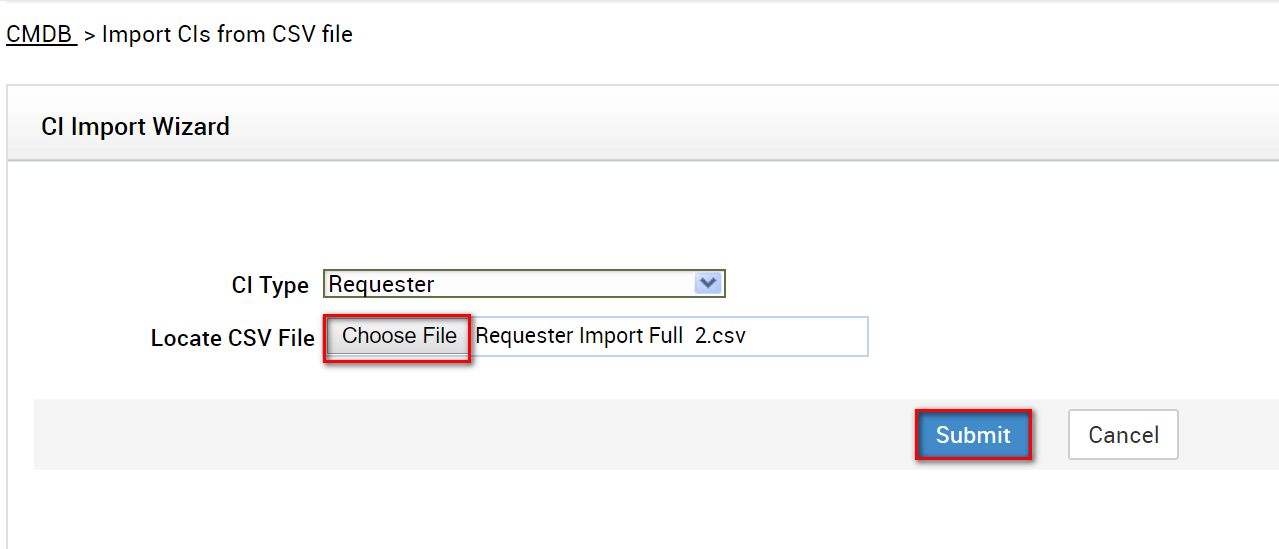 CMDB > Import CIs from CSV file
CI Import Wizard
CI Type Requester
Locate CSV File Choose File Requester Import Full  2.csv
Submit Cancel